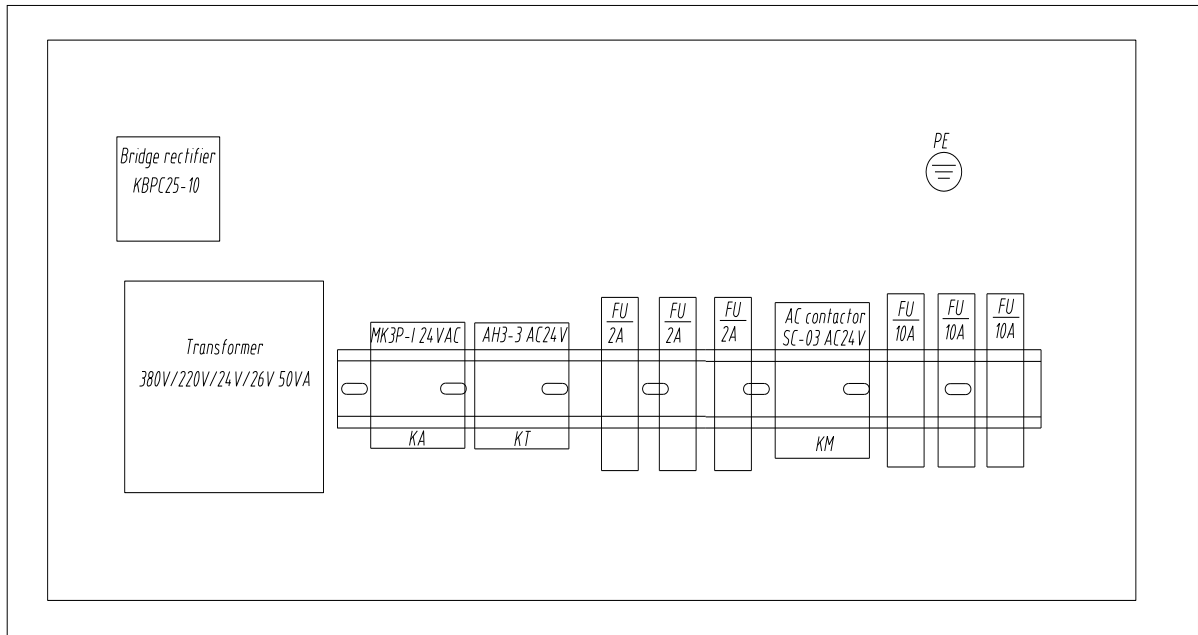 Bridge rectifier
KBPC25-10
PE
Transformer
380V/220V/24V/26V 50VA
MK3P-I 24VAC
KA
AH3-3 AC24V
KT
FU
2A
FU
2A
FU
2A
AC contactor
SC-03 AC24V
KM
FU
10A
FU
10A
FU
10A